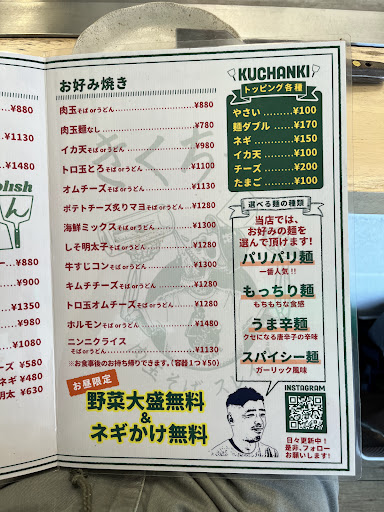 ¥880
¥1130
¥1480
olish
ん
¥880
¥900
¥1350
¥1080
ーズ ¥580
ネギ ¥480
明太 ¥630
お好み焼き
肉玉そばorうどん ¥880
肉玉麺なし ¥780
イカ天そばorうどん ¥980
トロ玉とろそばorうどん ¥1100
オムチーズそばorうどん ¥1130
ポテトチーズ炙りマヨそばorうどん ¥1280
海鮮ミックスそばorうどん ¥1300
しそ明太子そばorうどん ¥1280
牛すじコンそばorうどん ¥1300
キムチチーズそばorうどん ¥1280
トロ玉オムチーズそばorうどん ¥1280
ホルモンそばorうどん ¥1480
ニンニクライス
そばorうどん ¥1130
※お食事後のお持ち帰りできます。(容器1つ¥50)
お昼限定
野菜大盛無料
&
ネギかけ無料
KUCHANKI
トッピング各種
やさい ¥100
麺ダブル ¥170
ネギ ¥150
イカ天 ¥100
チーズ ¥200
たまご ¥100
選べる麺の種類
当店では、
お好みの麺を
選んで頂けます!
パリパリ麺
一番人気!!
もっちり麺
もちもちな食感
うま辛麺
クセになる唐辛子の辛味
スパイシー麺
ガーリック風味
INSTAGRAM
日々更新中!
是非、フォロー
お願いします!